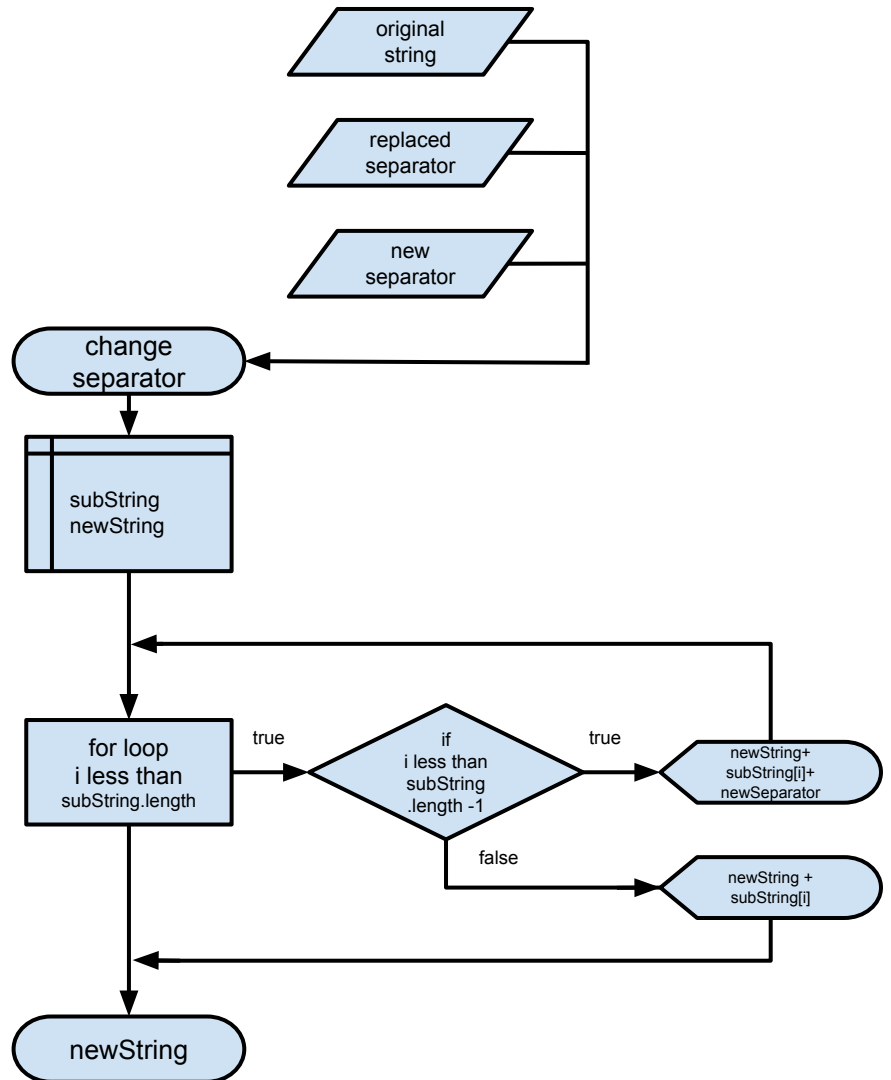 original
string
replaced
separator
new
separator
change
separator
subString
newString
for loop
i less than
subString.length
true
if
i less than
subString
.length -1
true
newString+
subString[i]+
newSeparator
false
newString +
subString[i]
newString